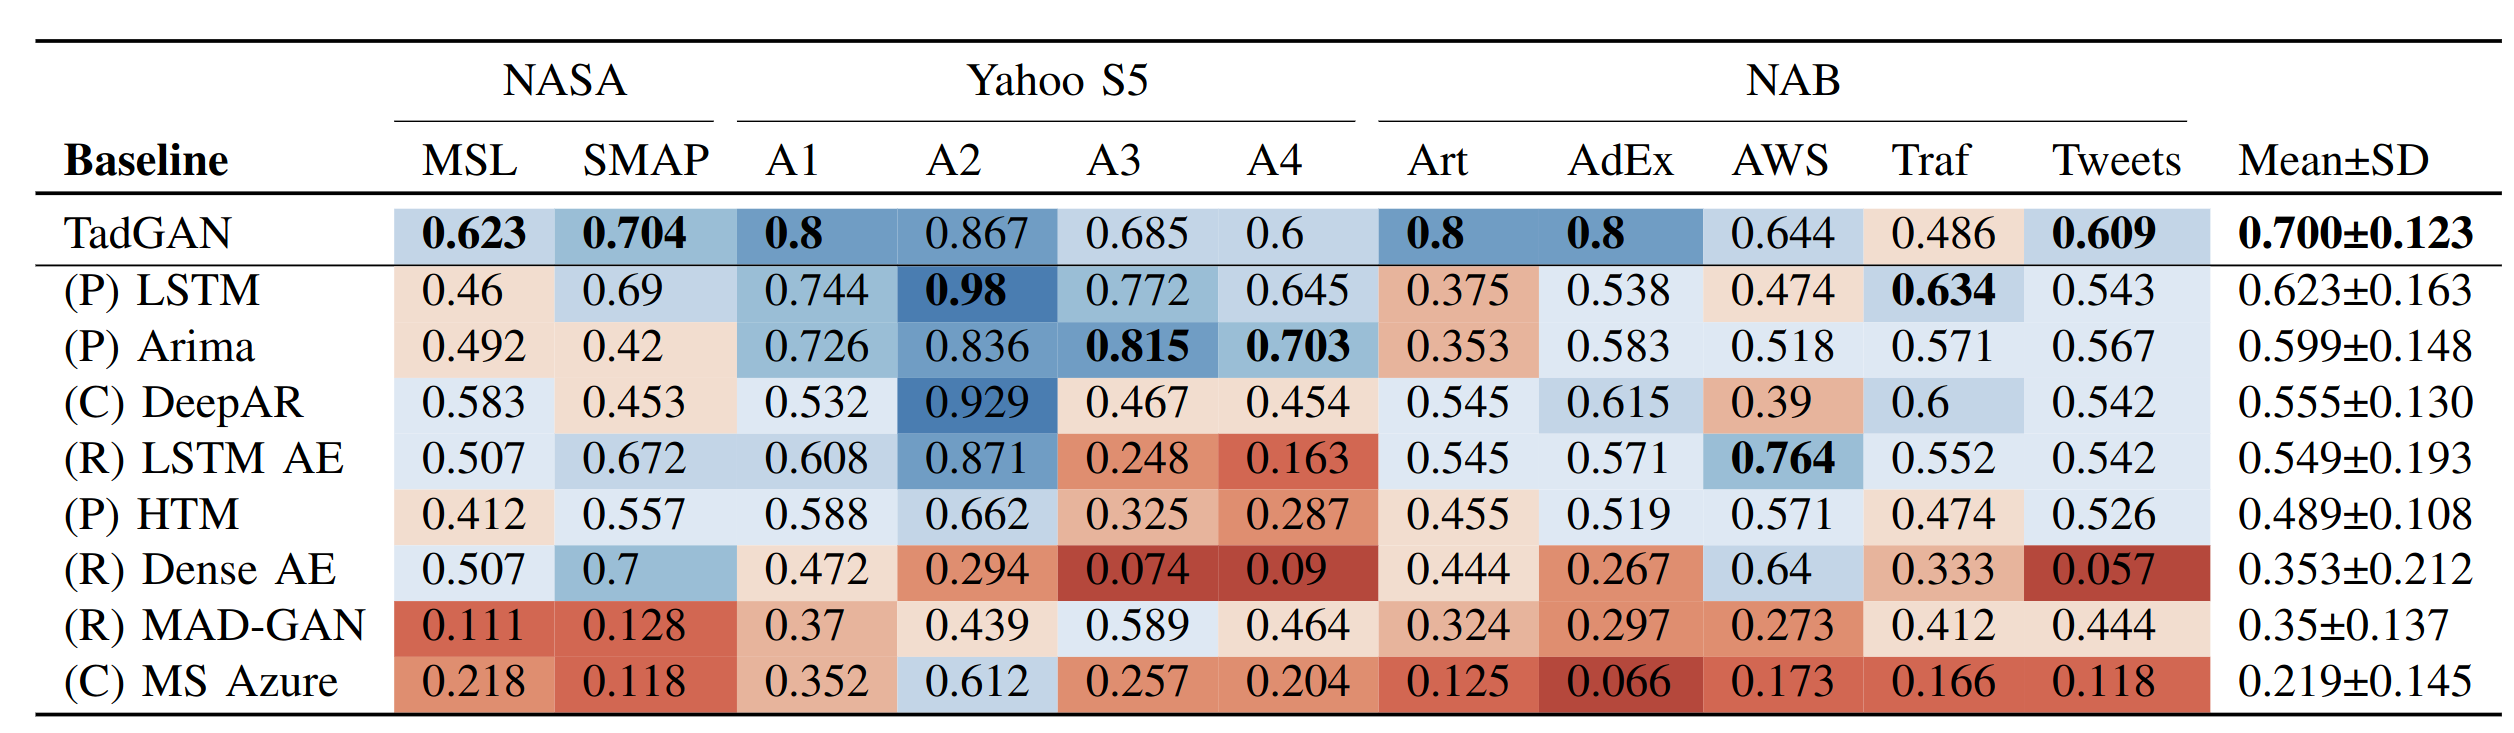 NASA Yahoo S5 NAB
Baseline MSL SMAP A1 A2 A3 A4 Art AdEx AWS Traf Tweets Mean±SD
TadGAN 0.623 0.704 0.8 0.867 0.685 0.6 0.8 0.8 0.644 0.486 0.609 0.700±0.123
(P) LSTM 0.46 0.69 0.744 0.98 0.772 0.645 0.375 0.538 0.474 0.634 0.543 0.623±0.163
(P) Arima 0.492 0.42 0.726 0.836 0.815 0.703 0.353 0.583 0.518 0.571 0.567 0.599±0.148
(C) DeepAR 0.583 0.453 0.532 0.929 0.467 0.454 0.545 0.615 0.39 0.6 0.542 0.555±0.130
(R) LSTM AE 0.507 0.672 0.608 0.871 0.248 0.163 0.545 0.571 0.764 0.552 0.542 0.549±0.193
(P) HTM 0.412 0.557 0.588 0.662 0.325 0.287 0.455 0.519 0.571 0.474 0.526 0.489±0.108
(R) Dense AE 0.507 0.7 0.472 0.294 0.074 0.09 0.444 0.267 0.64 0.333 0.057 0.353±0.212
(R) MAD-GAN 0.111 0.128 0.37 0.439 0.589 0.464 0.324 0.297 0.273 0.412 0.444 0.35±0.137
(C) MS Azure 0.218 0.118 0.352 0.612 0.257 0.204 0.125 0.066 0.173 0.166 0.118 0.219±0.145